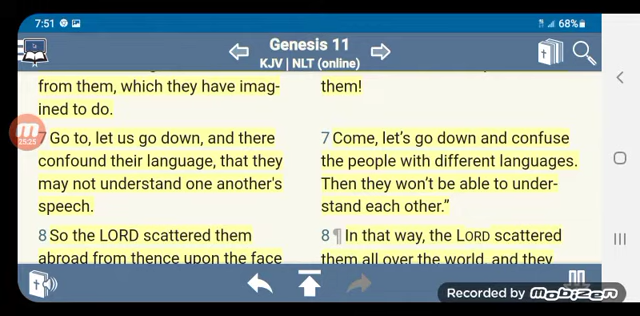 7:51
68%
Genesis 11
KJV | NLT (online)
from them, which they have imag-
ined to do.
7 Go to, let us go down, and there
confound their language, that they
may not understand one another's
speech.
8 So the LORD scattered them
abroad from thence upon the face
them!
7 Come, let's go down and confuse
the people with different languages.
Then they won't be able to under-
stand each other.”
8 ¶ In that way, the LORD scattered
them all over the world, and they
25:25
Recorded by Mobizen